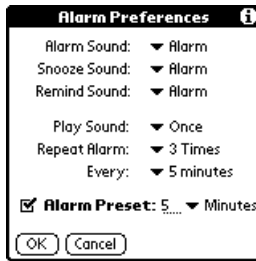 Alarm Preferences i
Alarm Sound: Alarm
Snooze Sound: Alarm
Remind Sound: Alarm
Play Sound: Once
Repeat Alarm: 3 Times
Every: 5 minutes
Alarm Preset: 5 Minutes
OK Cancel